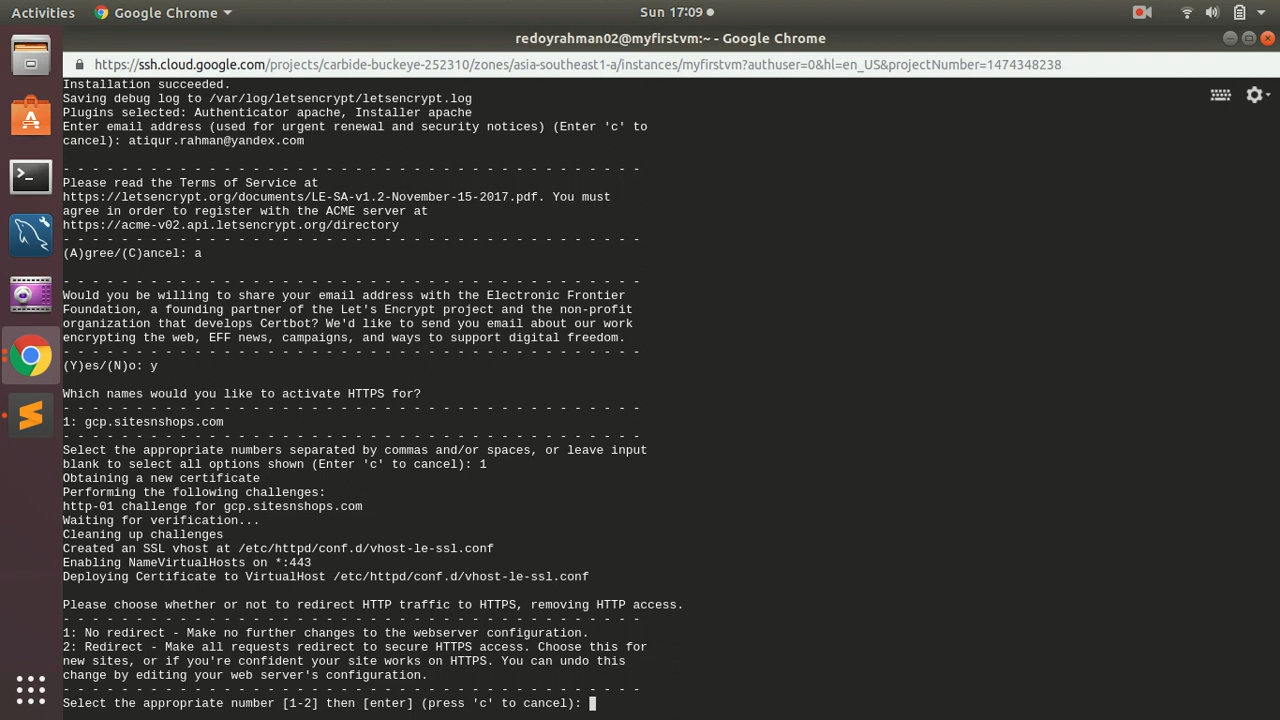 Activities
Google Chrome
Sun 17:09
redoyrahman02@myfirstvm:~ - Google Chrome
https://ssh.cloud.google.com/projects/carbide-buckeye-252310/zones/asia-southeast1-a/instances/myfirstvm?authuser=0&hl=en_US&projectNumber=1474348238
Installation succeeded.
Saving debug log to /var/log/letsencrypt/letsencrypt.log
Plugins selected: Authenticator apache, Installer apache
Enter email address (used for urgent renewal and security notices) (Enter 'c' to
cancel): atiqur.rahman@yandex.com
- - - - - - - - - - - - - - - - - - - - - - - - - - - - - - - - - - - - - - - -
Please read the Terms of Service at
https://letsencrypt.org/documents/LE-SA-v1.2-November-15-2017.pdf. You must
agree in order to register with the ACME server at
https://acme-v02.api.letsencrypt.org/directory
- - - - - - - - - - - - - - - - - - - - - - - - - - - - - - - - - - - - - - - -
(A)gree/(C)ancel: a
- - - - - - - - - - - - - - - - - - - - - - - - - - - - - - - - - - - - - - - -
Would you be willing to share your email address with the Electronic Frontier
Foundation, a founding partner of the Let's Encrypt project and the non-profit
organization that develops Certbot? We'd like to send you email about our work
encrypting the web, EFF news, campaigns, and ways to support digital freedom.
- - - - - - - - - - - - - - - - - - - - - - - - - - - - - - - - - - - - - - - -
(Y)es/(N)o: y
Which names would you like to activate HTTPS for?
- - - - - - - - - - - - - - - - - - - - - - - - - - - - - - - - - - - - - - - -
1: gcp.sitesnshops.com
- - - - - - - - - - - - - - - - - - - - - - - - - - - - - - - - - - - - - - - -
Select the appropriate numbers separated by commas and/or spaces, or leave input
blank to select all options shown (Enter 'c' to cancel): 1
Obtaining a new certificate
Performing the following challenges:
http-01 challenge for gcp.sitesnshops.com
Waiting for verification...
Cleaning up challenges
Created an SSL vhost at /etc/httpd/conf.d/vhost-le-ssl.conf
Enabling NameVirtualHosts on *:443
Deploying Certificate to VirtualHost /etc/httpd/conf.d/vhost-le-ssl.conf
Please choose whether or not to redirect HTTP traffic to HTTPS, removing HTTP access.
- - - - - - - - - - - - - - - - - - - - - - - - - - - - - - - - - - - - - - - -
1: No redirect - Make no further changes to the webserver configuration.
2: Redirect - Make all requests redirect to secure HTTPS access. Choose this for
new sites, or if you're confident your site works on HTTPS. You can undo this
change by editing your web server's configuration.
- - - - - - - - - - - - - - - - - - - - - - - - - - - - - - - - - - - - - - - -
Select the appropriate number [1-2] then [enter] (press 'c' to cancel):